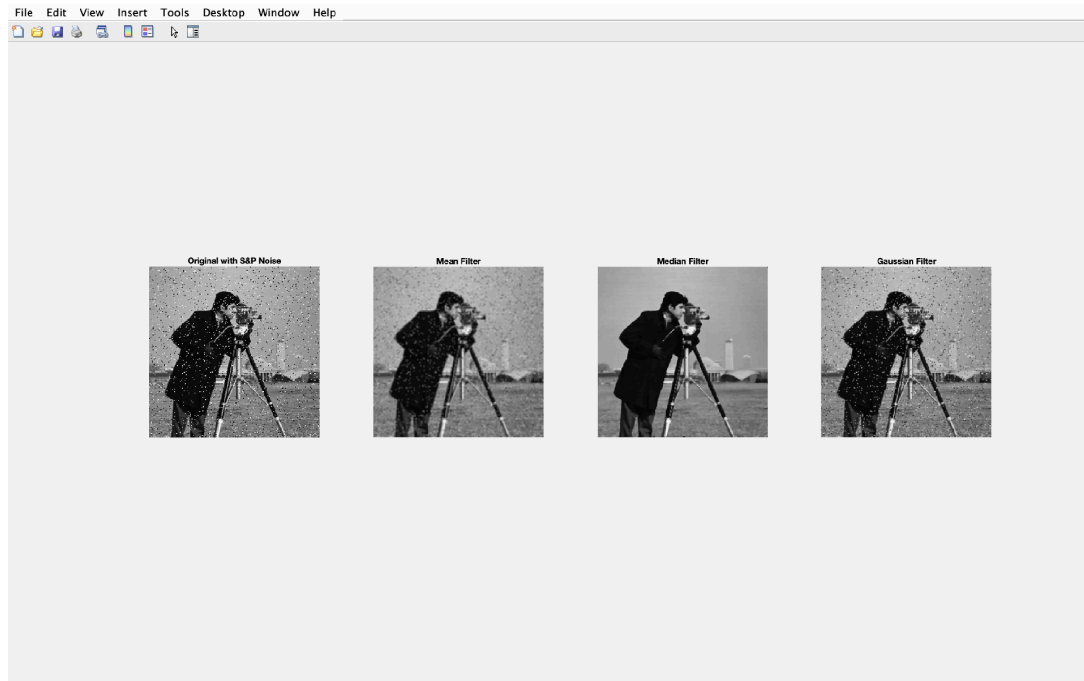 File Edit View Insert Tools Desktop Window Help
Original with S&P Noise
Mean Filter
Median Filter
Gaussian Filter